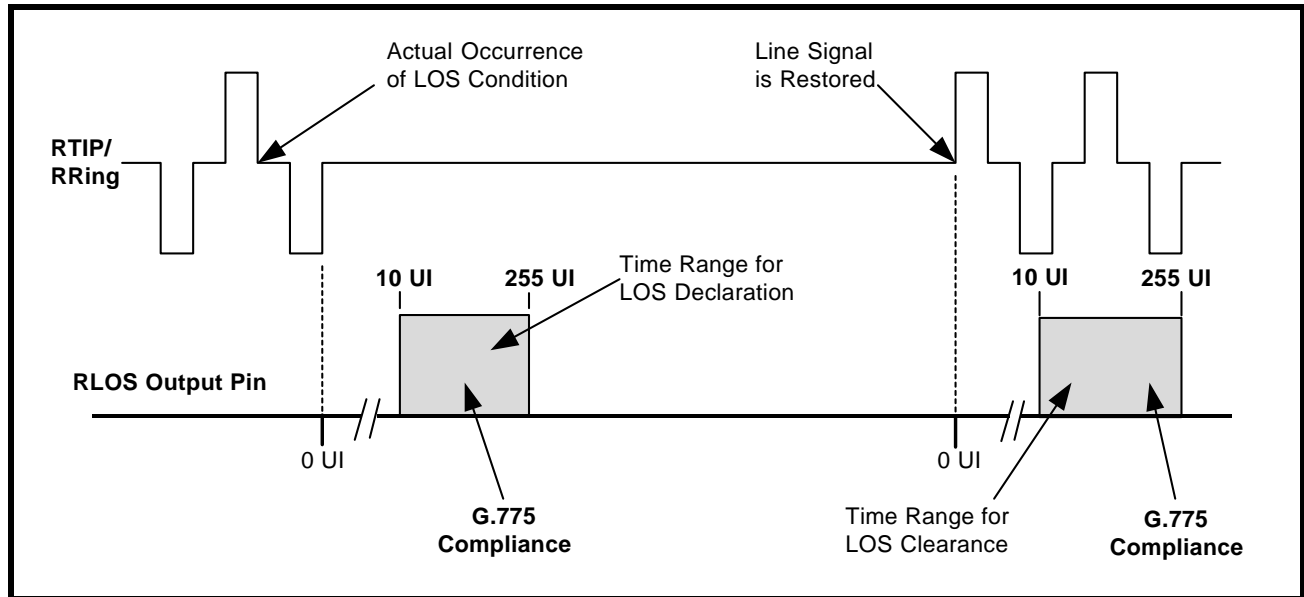 Actual Occurrence
of LOS Condition
Line Signal
is Restored
RTIP/
RRing
10 UI
255 UI
Time Range for
LOS Declaration
10 UI
255 UI
RLOS Output Pin
0 UI
0 UI
G.775
Compliance
Time Range for
LOS Clearance
G.775
Compliance